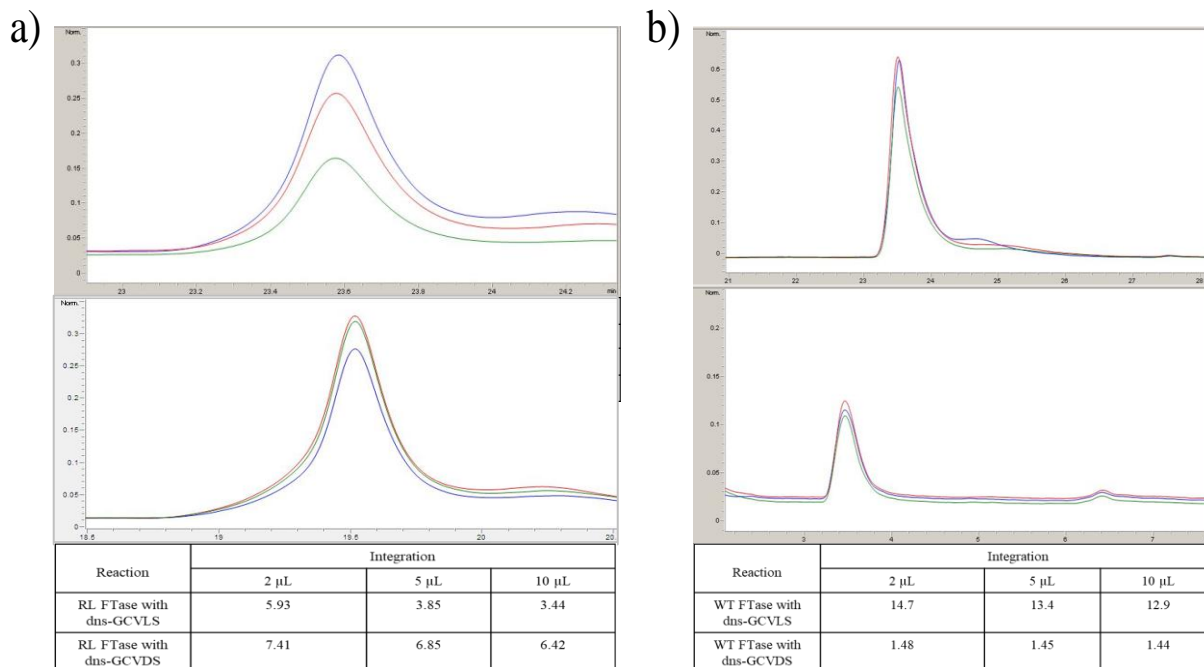 a)
Norm.
0.3
0.25
0.2
0.15
0.1
0.05
0
23 23.2 23.4 23.6 23.8 24 24.2 min
Norm.
0.3
0.25
0.2
0.15
0.1
0.05
0
18.5 19 19.5 20 20
Reaction Integration
2 µL 5 µL 10 µL
RL FTase with
dns-GCVLS
5.93 3.85 3.44
RL FTase with
dns-GCVDS
7.41 6.85 6.42
b)
Norm.
0.6
0.5
0.4
0.3
0.2
0.1
0
21 22 23 24 25 26 27 28
Norm.
0.2
0.15
0.1
0.05
0
3 4 5 6 7
Reaction Integration
2 µL 5 µL 10 µL
WT FTase with
dns-GCVLS
14.7 13.4 12.9
WT FTase with
dns-GCVDS
1.48 1.45 1.44